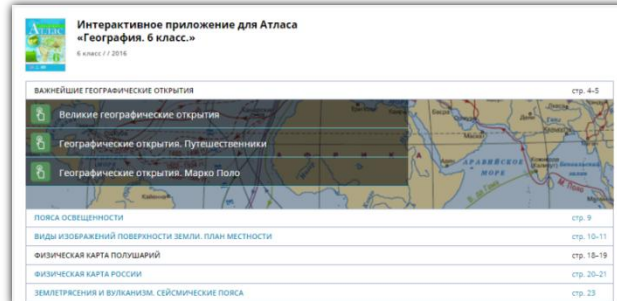 Интерактивное приложение для Атласа
«География. 6 класс.»
6 класс // 2016
АТЛАС
6
ВАЖНЕЙШИЕ ГЕОГРАФИЧЕСКИЕ ОТКРЫТИЯ стр. 4–5
Великие географические открытия
Географические открытия. Путешественники
Географические открытия. Марко Поло
АРАВИЙСКОЕ
МОРЕ
М. Поло
ПОЯСА ОСВЕЩЕННОСТИ стр. 9
ВИДЫ ИЗОБРАЖЕНИЙ ПОВЕРХНОСТИ ЗЕМЛИ. ПЛАН МЕСТНОСТИ стр. 10–11
ФИЗИЧЕСКАЯ КАРТА ПОЛУШАРИЙ стр. 18–19
ФИЗИЧЕСКАЯ КАРТА РОССИИ стр. 20–21
ЗЕМЛЕТРЯСЕНИЯ И ВУЛКАНИЗМ. СЕЙСМИЧЕСКИЕ ПОЯСА стр. 23